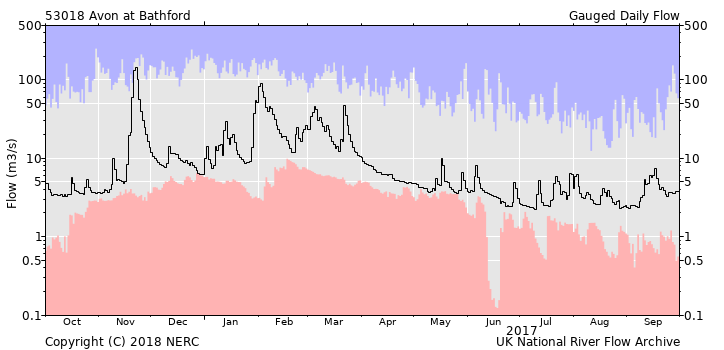 53018 Avon at Bathford Gauged Daily Flow
500 500
100 100
50 50
10 10
5 5
1 1
0.5 0.5
0.1 0.1
Flow (m3/s)
Oct Nov Dec Jan Feb Mar Apr May Jun Jul Aug Sep
2017
Copyright (C) 2018 NERC UK National River Flow Archive